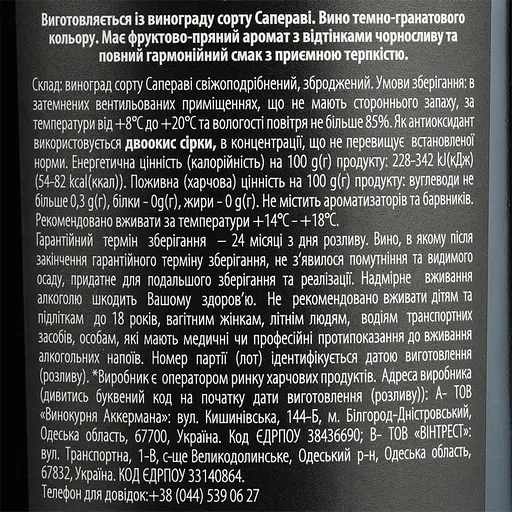 Виготовляється із винограду сорту Сапераві. Вино темно-гранатового
кольору. Має фруктово-пряний аромат з відтінками чорносливу та
повний гармонійний смак з приємною терпкістю.
Склад: виноград сорту Сапераві свіжоподрібнений, зброджений. Умови зберігання: в
затемнених вентильованих приміщеннях, що не мають стороннього запаху, за
температури від +8°С до +20°С та вологості повітря не більше 85%. Як антиоксидант
використовується двоокис сірки, в концентрації, що не перевищує встановленої
норми. Енергетична цінність (калорійність) на 100 g(г) продукту: 228-342 kJ(кДж)
(54-82 kcal(ккал)). Поживна (харчова) цінність на 100 g(г) продукту: вуглеводи не
більше 0,3 g(г), білки - 0g(г), жири - 0 g(г). Не містить ароматизаторів та барвників.
Рекомендовано вживати за температури +14°С - +18°С.
Гарантійний термін зберігання – 24 місяці з дня розливу. Вино, в якому після
закінчення гарантійного терміну зберігання, не з’явилося помутніння та видимого
осаду, придатне для подальшого зберігання та реалізації. Надмірне вживання
алкоголю шкодить Вашому здоров’ю. Не рекомендовано вживати дітям та
підліткам до 18 років, вагітним жінкам, літнім людям, водіям транспортних
засобів, особам, які мають медичні чи професійні протипоказання до вживання
алкогольних напоїв. Номер партії (лот) ідентифікується датою виготовлення
(розливу). *Виробник є оператором ринку харчових продуктів. Адреса виробника
(дивитись буквений код на початку дати виготовлення (розливу)): А- ТОВ
«Винокурня Аккермана»: вул. Кишинівська, 144-Б, м. Білгород-Дністровський,
Одеська область, 67700, Україна. Код ЄДРПОУ 38436690; В- ТОВ «ВІНТРЕСТ»:
вул. Транспортна, 1-В, с-ще Великодолинське, Одеський р-н, Одеська область,
67832, Україна. КОД ЄДРПОУ 33140864.
Телефон для довідок:+38 (044) 539 06 27